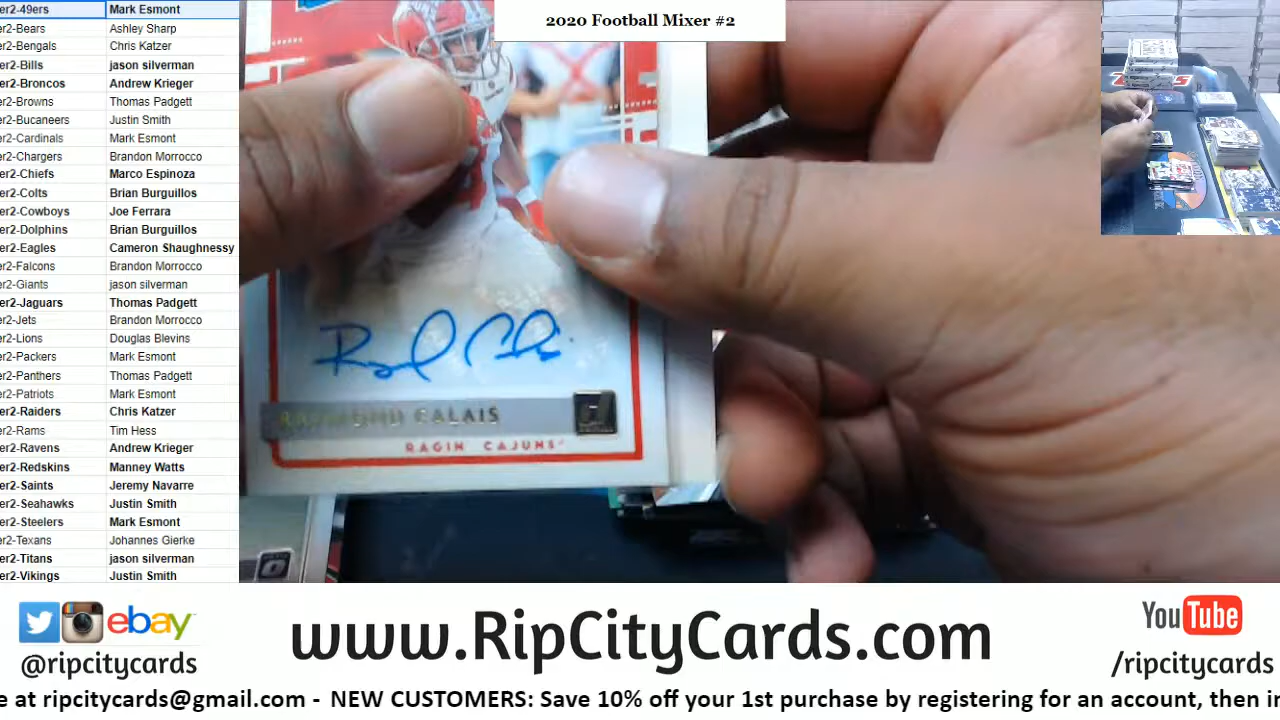 2020 Football Mixer #2
er2-49ers Mark Esmont
er2-Bears Ashley Sharp
er2-Bengals Chris Katzer
er2-Bills jason silverman
er2-Broncos Andrew Krieger
er2-Browns Thomas Padgett
er2-Bucaneers Justin Smith
er2-Cardinals Mark Esmont
er2-Chargers Brandon Morrocco
er2-Chiefs Marco Espinoza
er2-Colts Brian Burguillos
er2-Cowboys Joe Ferrara
er2-Dolphins Brian Burguillos
er2-Eagles Cameron Shaughnessy
er2-Falcons Brandon Morrocco
er2-Giants jason silverman
er2-Jaguars Thomas Padgett
er2-Jets Brandon Morrocco
er2-Lions Douglas Blevins
er2-Packers Mark Esmont
er2-Panthers Thomas Padgett
er2-Patriots Mark Esmont
er2-Raiders Chris Katzer
er2-Rams Tim Hess
er2-Ravens Andrew Krieger
er2-Redskins Manney Watts
er2-Saints Jeremy Navarre
er2-Seahawks Justin Smith
er2-Steelers Mark Esmont
er2-Texans Johannes Gierke
er2-Titans jason silverman
er2-Vikings Justin Smith
RAYMOND CALAIS
RAGIN CAJUNS
ebay
@ripcitycards
www.RipCityCards.com
YouTube
/ripcitycards
e at ripcitycards@gmail.com - NEW CUSTOMERS: Save 10% off your 1st purchase by registering for an account, then in